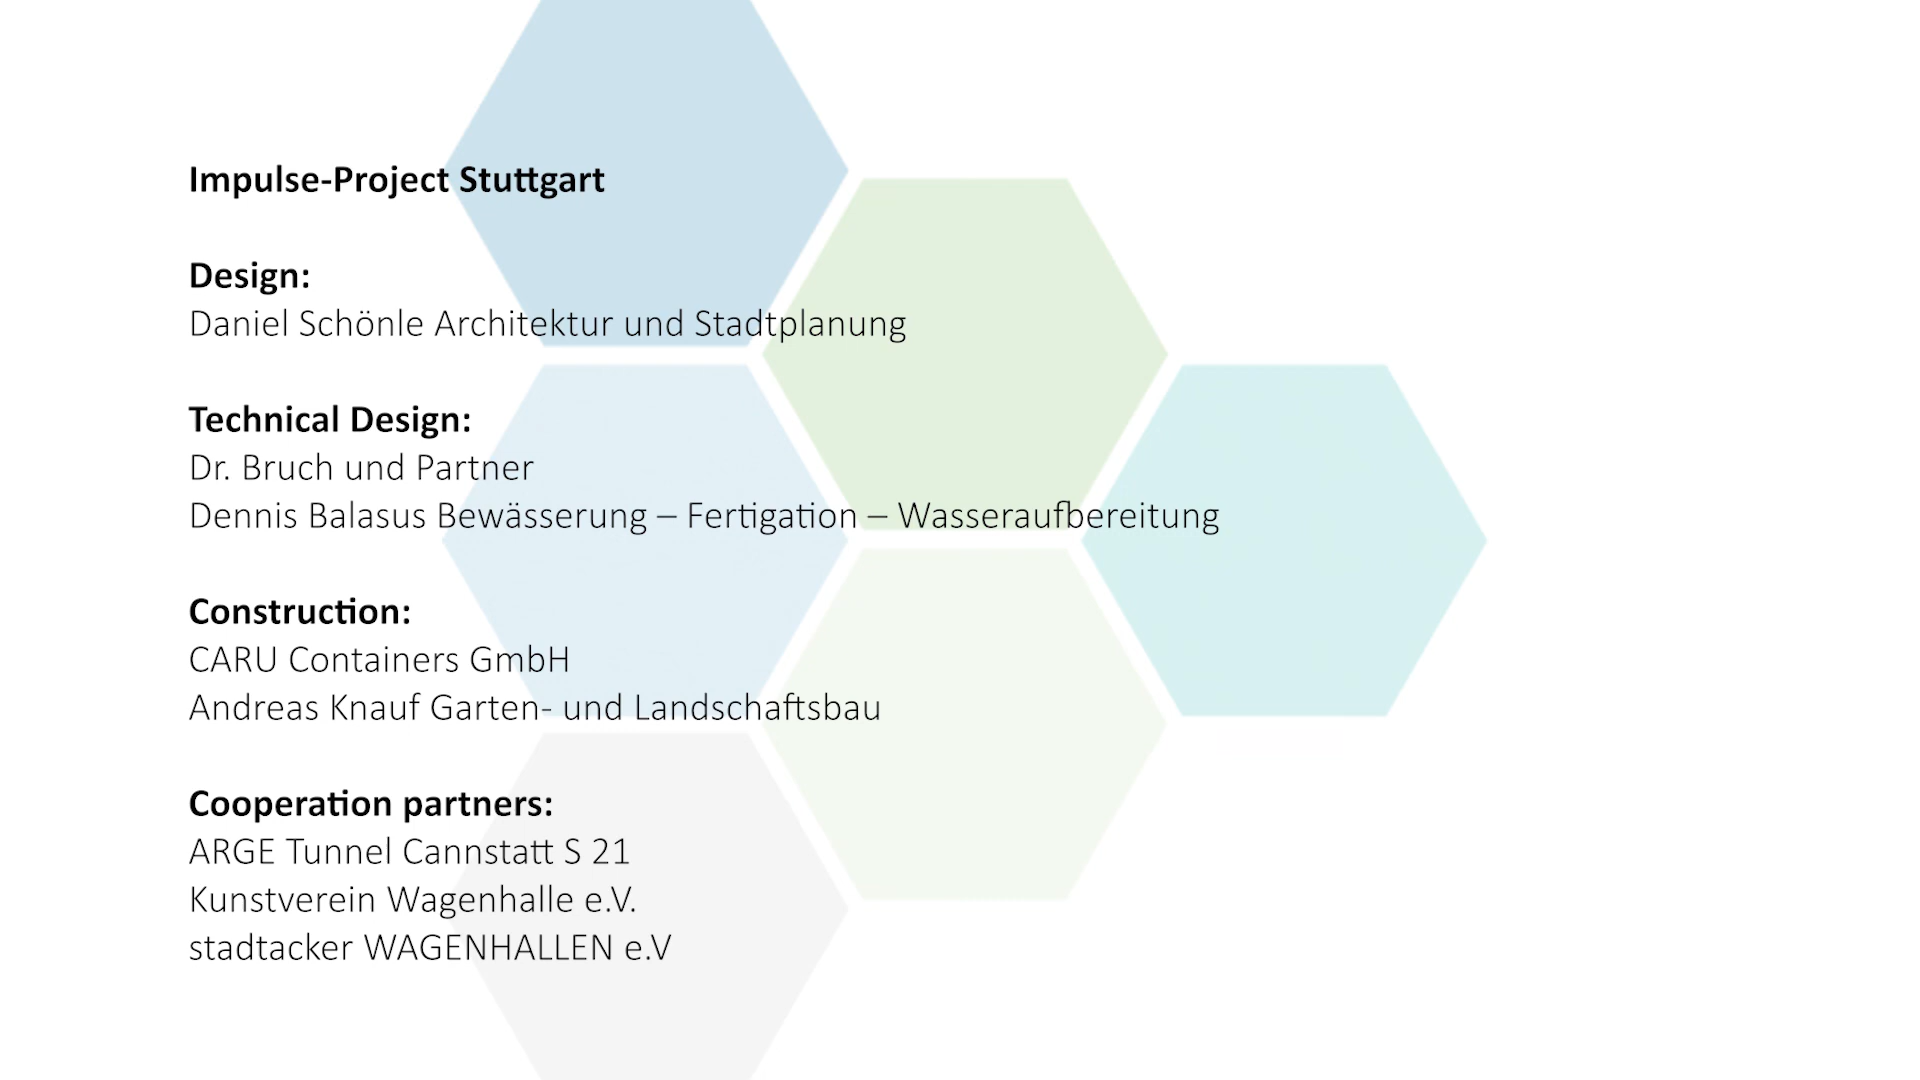 Impulse-Project Stuttgart
Design:
Daniel Schönle Architektur und Stadtplanung
Technical Design:
Dr. Bruch und Partner
Dennis Balasus Bewässerung – Fertigation – Wasseraufbereitung
Construction:
CARU Containers GmbH
Andreas Knauf Garten- und Landschaftsbau
Cooperation partners:
ARGE Tunnel Cannstatt S 21
Kunstverein Wagenhalle e.V.
stadtacker WAGENHALLEN e.V